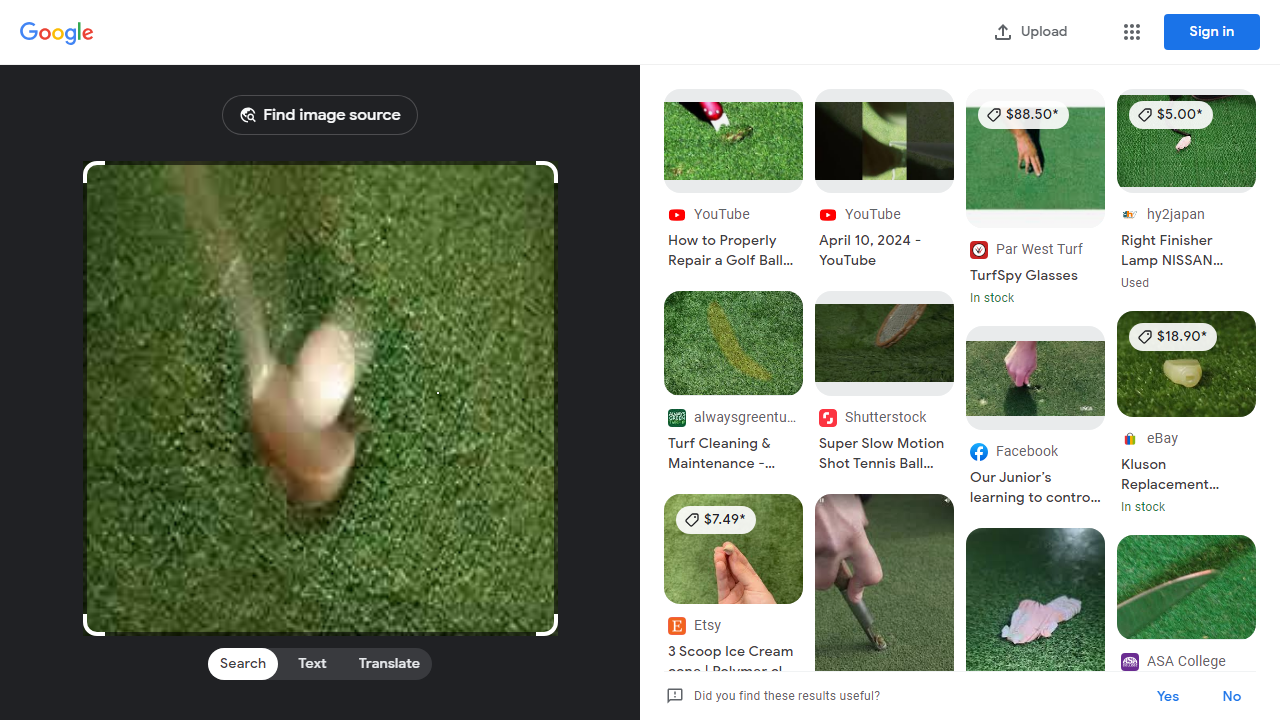 Google
Upload
Sign in
Find image source
Search
Text
Translate
YouTube
How to Properly
Repair a Golf Ball...
alwaysgreentu...
Turf Cleaning &
Maintenance -...
$7.49*
Etsy
3 Scoop Ice Cream
cone | Polymer cl
YouTube
April 10, 2024 -
YouTube
Shutterstock
Super Slow Motion
Shot Tennis Ball...
$88.50*
Par West Turf
TurfSpy Glasses
In stock
Facebook
Our Junior's
learning to contro...
$5.00*
hy2japan
Right Finisher
Lamp NISSAN...
Used
$18.90*
eBay
Kluson
Replacement...
In stock
ASA College
Did you find these results useful?
Yes
No